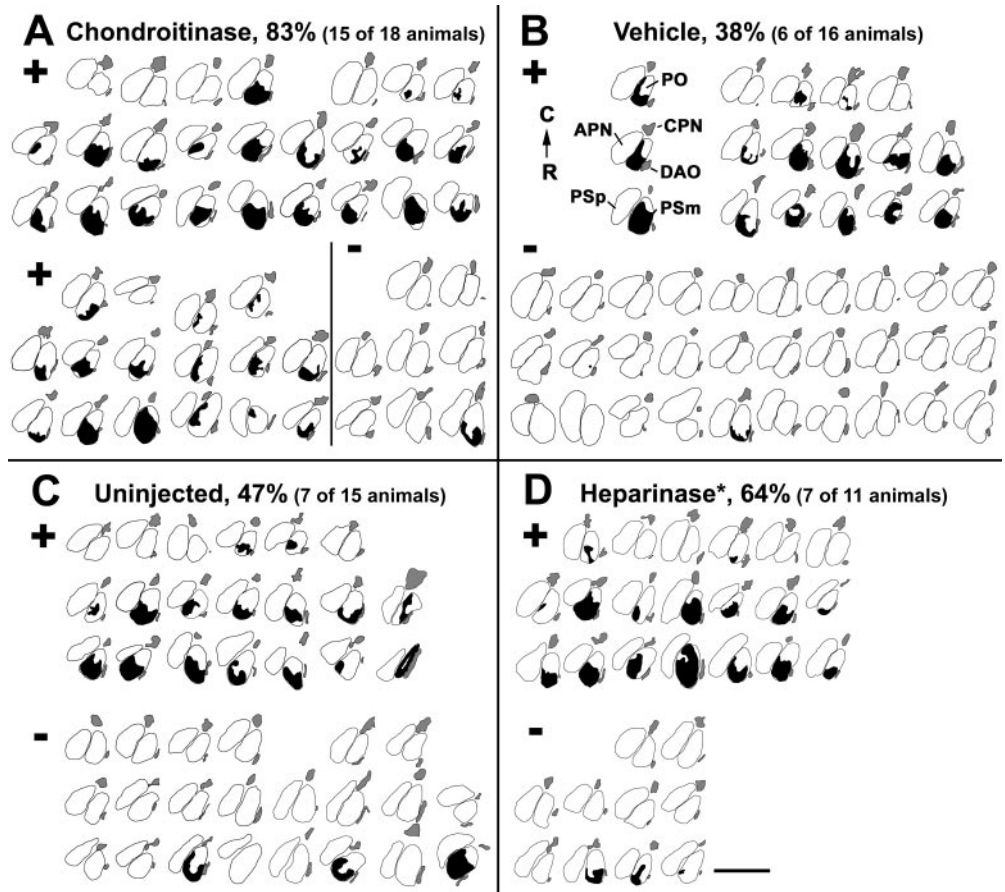 A Chondroitinase, 83% (15 of 18 animals)
+
+
-
B Vehicle, 38% (6 of 16 animals)
+
PO
C
APN
CPN
R
DAO
PSp
PSm
-
C Uninjected, 47% (7 of 15 animals)
+
-
D Heparinase*, 64% (7 of 11 animals)
+
-